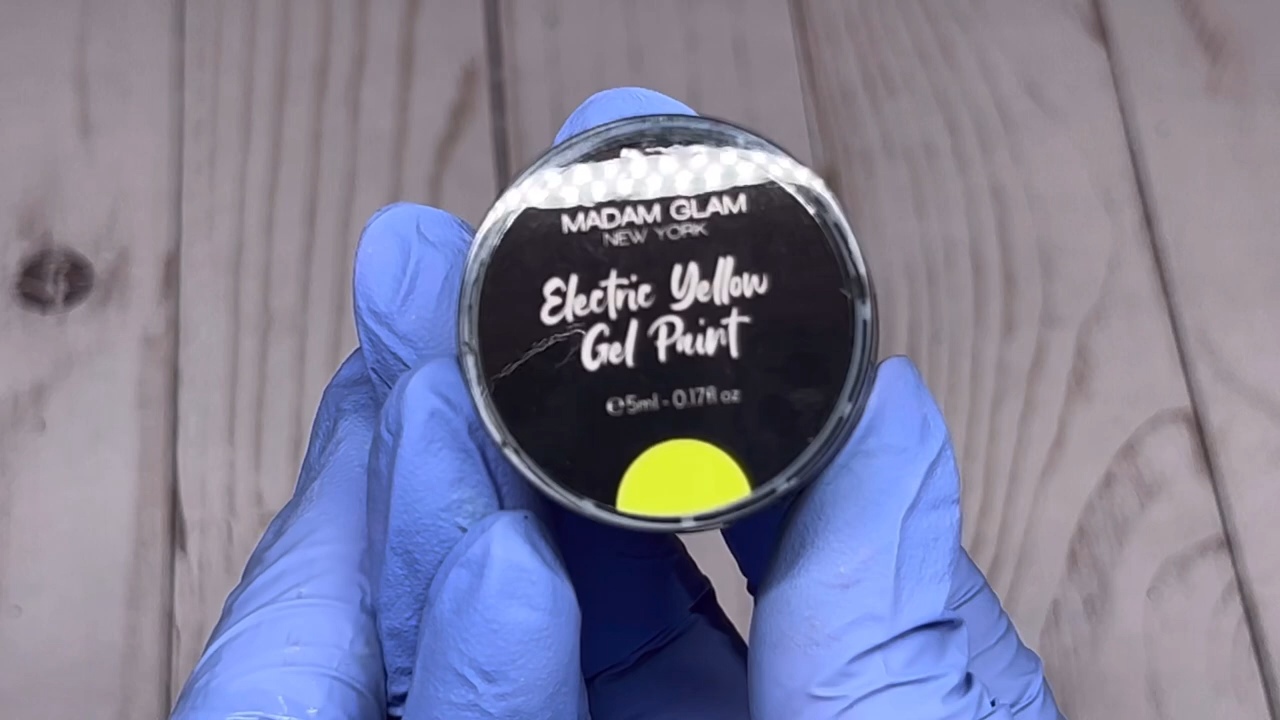 MADAM GLAM
NEW YORK
Electric Yellow
Gel Paint
℮ 5ml - 0.17fl oz